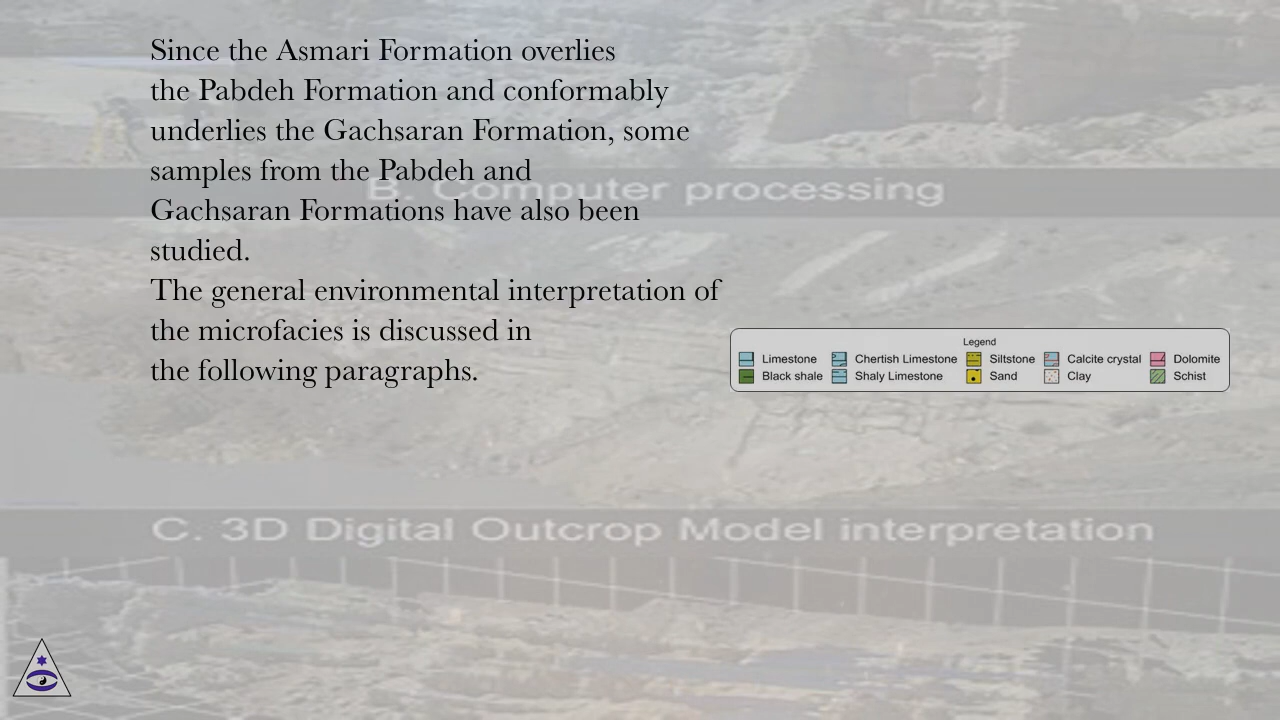 Since the Asmari Formation overlies
the Pabdeh Formation and conformably
underlies the Gachsaran Formation, some
samples from the Pabdeh and
B. Computer processing
Gachsaran Formations have also been
studied.
The general environmental interpretation of
the microfacies is discussed in
the following paragraphs.
Legend
Limestone Chertish Limestone Siltstone Calcite crystal Dolomite
Black shale Shaly Limestone Sand Clay Schist
C. 3D Digital Outcrop Model interpretation